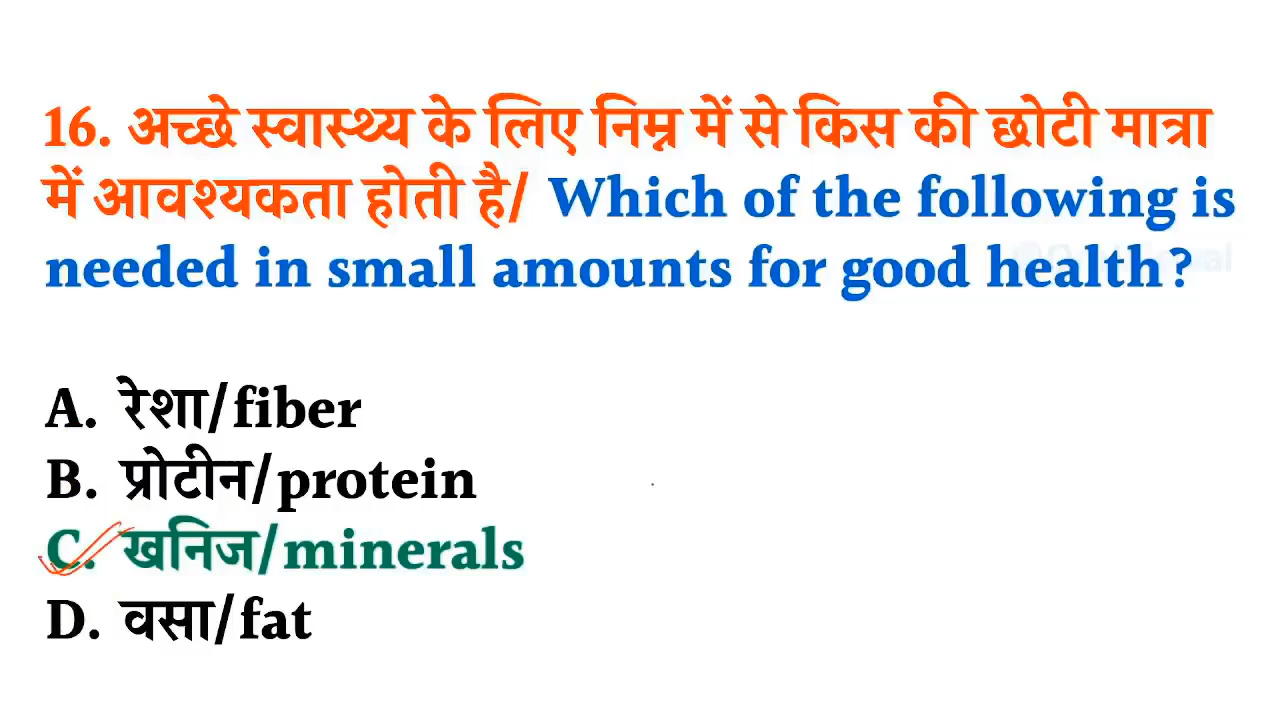 16. अच्छे स्वास्थ्य के लिए निम्न में से किस की छोटी मात्रा
में आवश्यकता होती है/ Which of the following is
needed in small amounts for good health?
A. रेशा/fiber
B. प्रोटीन/protein
C. खनिज/minerals
D. वसा/fat